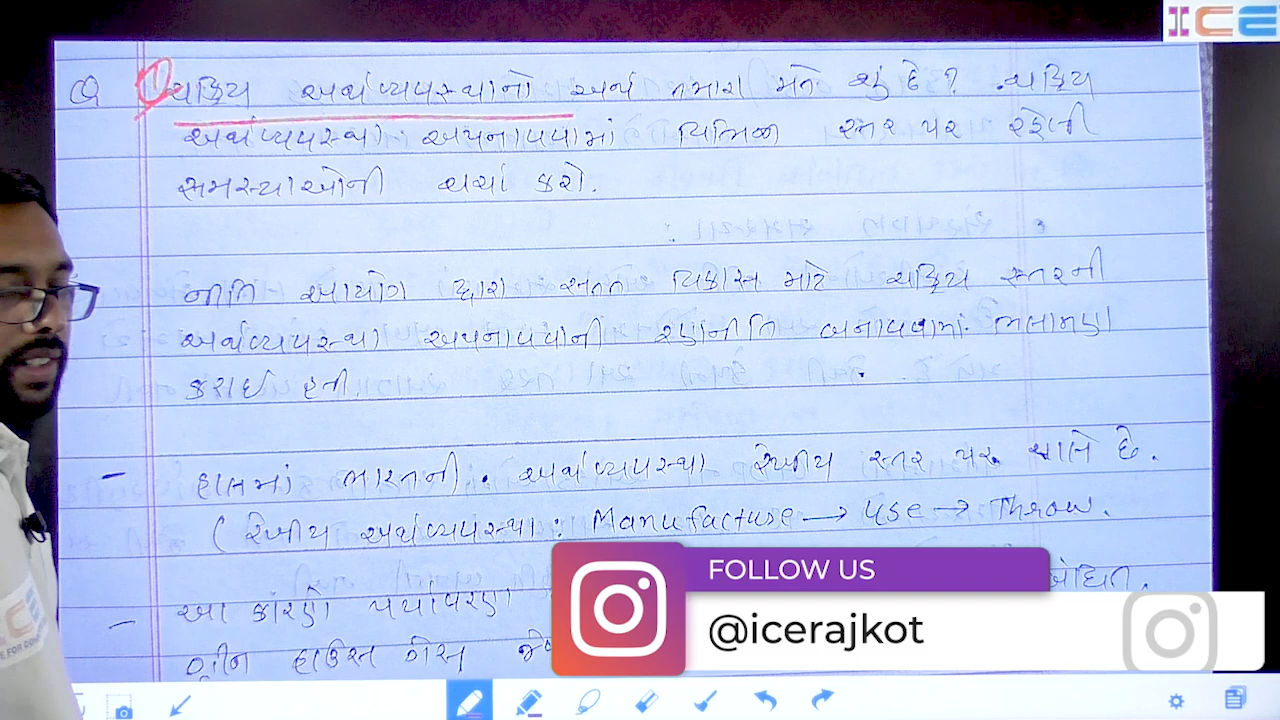 ICE
Q ① ચક્રિય અર્થવ્યવસ્થાનો અર્થ તમારા મતે શું છે? ચક્રિય
અર્થવ્યવસ્થા અપનાવવામાં વિભિન્ન સ્તર પર રહેલી
સમસ્યાઓની ચર્ચા કરો.
નીતિ આયોગ દ્વારા સતત વિકાસ માટે ચક્રિય સ્તરની
અર્થવ્યવસ્થા અપનાવવાની રણનીતિ બનાવવામાં ભલામણ
કરાઈ હતી.
- હાલમાં ભારતની અર્થવ્યવસ્થા રેખીય સ્તર પર ચાલે છે.
( રેખીય અર્થવ્યવસ્થા : Manufacture → use → Throw.
- આ કારણે પર્યાવરણ
ગ્રીન હાઉસ ગેસ
FOLLOW US
@icerajkot